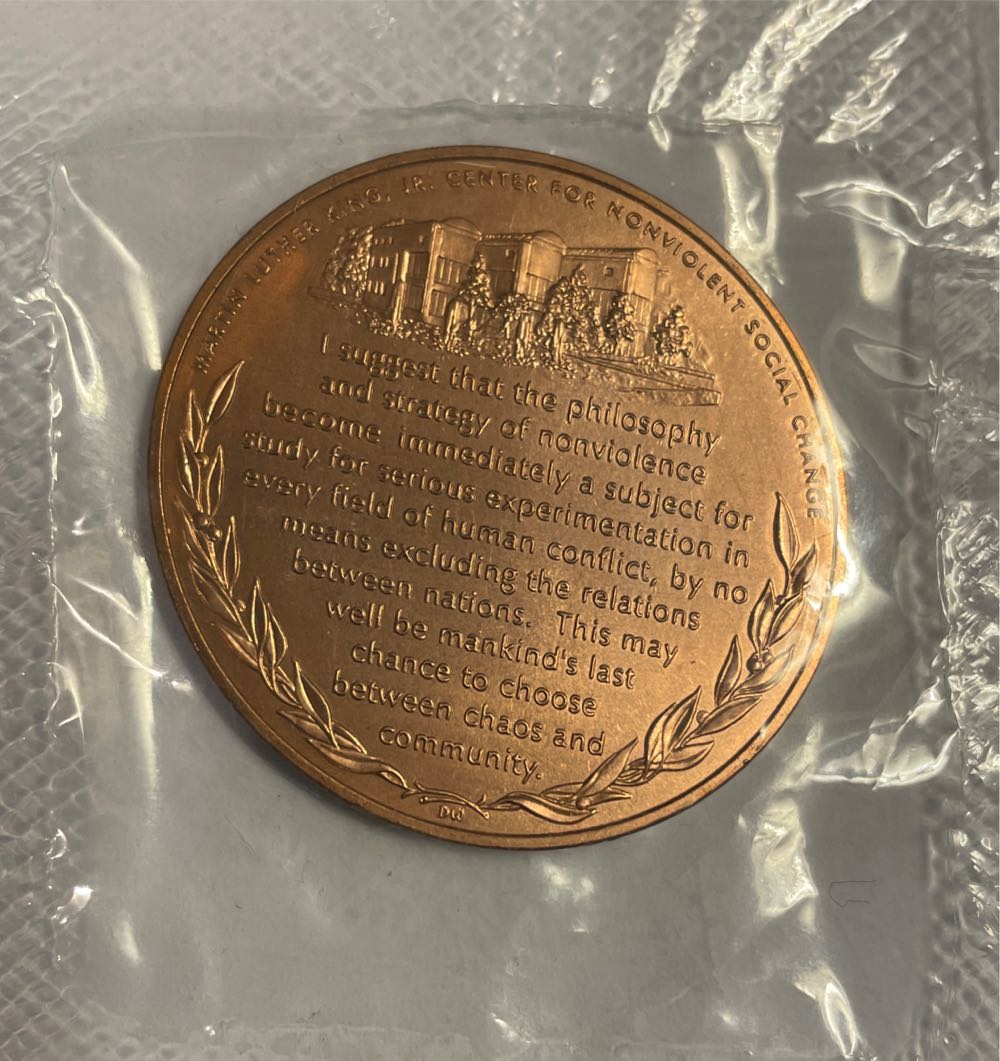 MARTIN LUTHER KING, JR. CENTER FOR NONVIOLENT SOCIAL CHANGE
I suggest that the philosophy
and strategy of nonviolence
become immediately a subject for
study for serious experimentation in
every field of human conflict, by no
means excluding the relations
between nations. This may
well be mankind's last
chance to choose
between chaos and
community.
DW